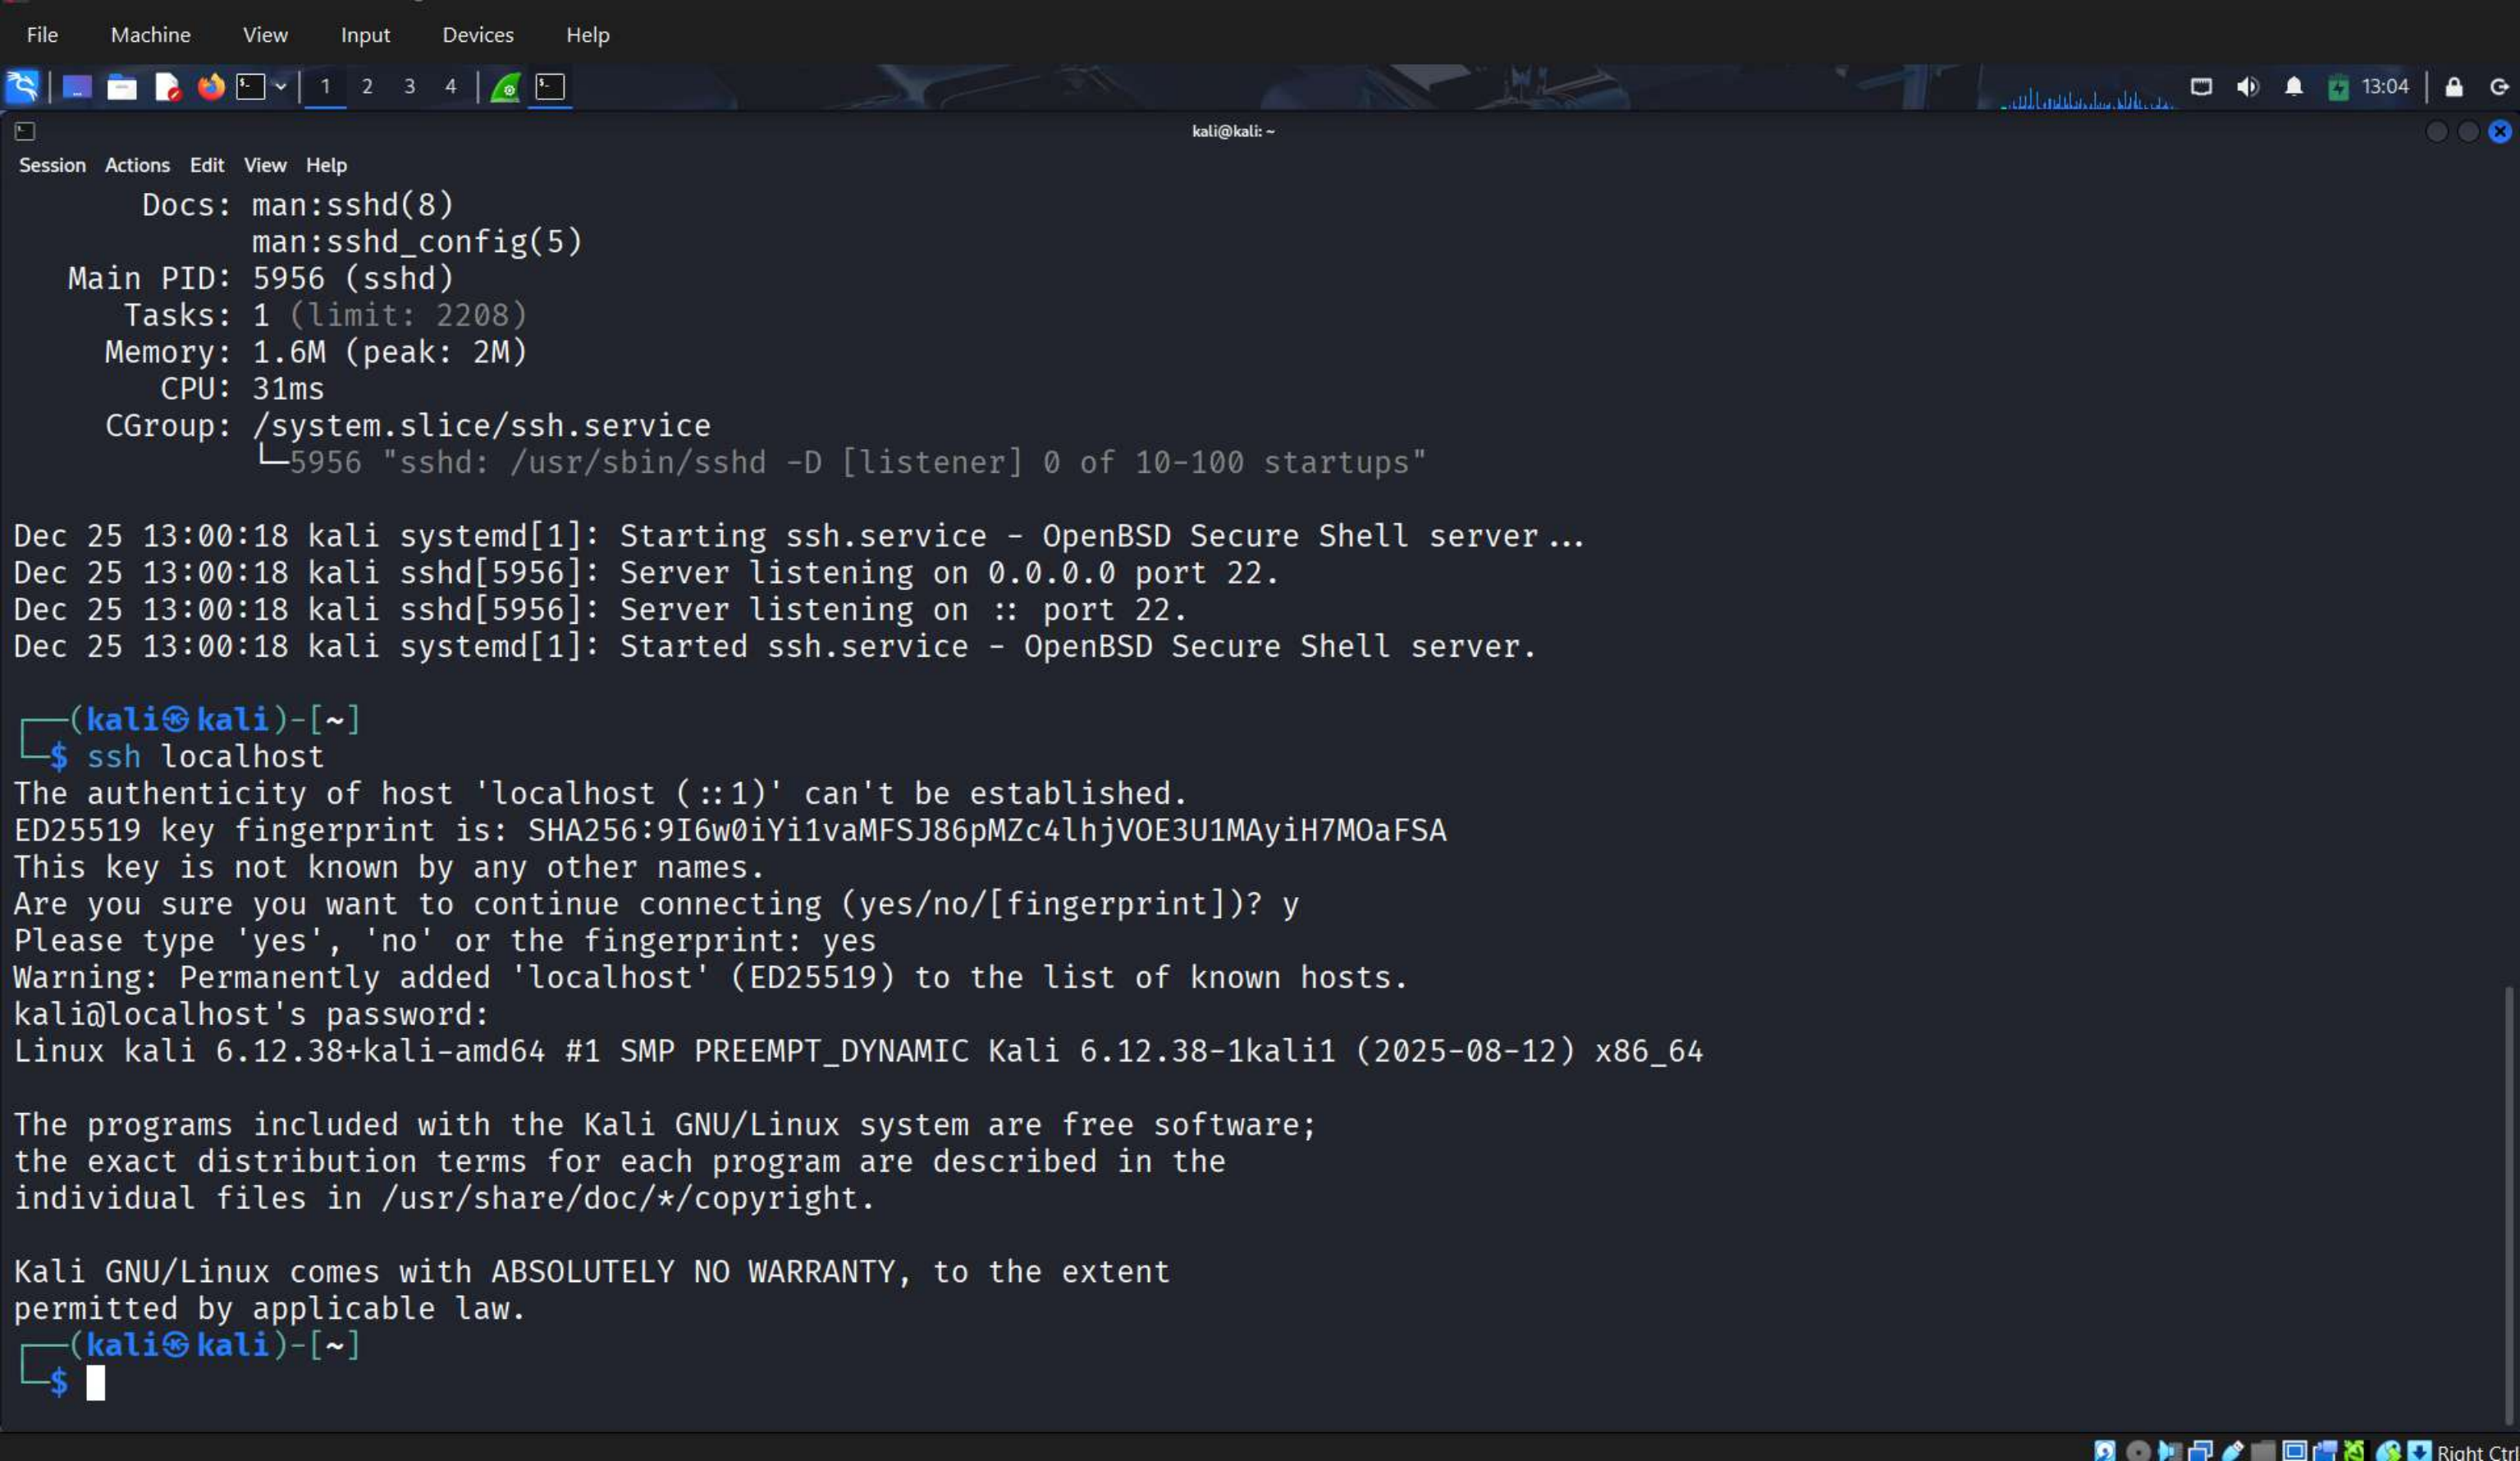 File Machine View Input Devices Help
1 2 3 4 13:04
kali@kali: ~
Session Actions Edit View Help
Docs: man:sshd(8)
man:sshd_config(5)
Main PID: 5956 (sshd)
Tasks: 1 (limit: 2208)
Memory: 1.6M (peak: 2M)
CPU: 31ms
CGroup: /system.slice/ssh.service
└─5956 "sshd: /usr/sbin/sshd -D [listener] 0 of 10-100 startups"
Dec 25 13:00:18 kali systemd[1]: Starting ssh.service - OpenBSD Secure Shell server...
Dec 25 13:00:18 kali sshd[5956]: Server listening on 0.0.0.0 port 22.
Dec 25 13:00:18 kali sshd[5956]: Server listening on :: port 22.
Dec 25 13:00:18 kali systemd[1]: Started ssh.service - OpenBSD Secure Shell server.
┌──(kali㉿kali)-[~]
└─$ ssh localhost
The authenticity of host 'localhost (::1)' can't be established.
ED25519 key fingerprint is: SHA256:9I6w0iYi1vaMFSJ86pMZc4lhjVOE3U1MAyiH7MOaFSA
This key is not known by any other names.
Are you sure you want to continue connecting (yes/no/[fingerprint])? y
Please type 'yes', 'no' or the fingerprint: yes
Warning: Permanently added 'localhost' (ED25519) to the list of known hosts.
kali@localhost's password:
Linux kali 6.12.38+kali-amd64 #1 SMP PREEMPT_DYNAMIC Kali 6.12.38-1kali1 (2025-08-12) x86_64
The programs included with the Kali GNU/Linux system are free software;
the exact distribution terms for each program are described in the
individual files in /usr/share/doc/*/copyright.
Kali GNU/Linux comes with ABSOLUTELY NO WARRANTY, to the extent
permitted by applicable law.
┌──(kali㉿kali)-[~]
└─$
Right Ctrl